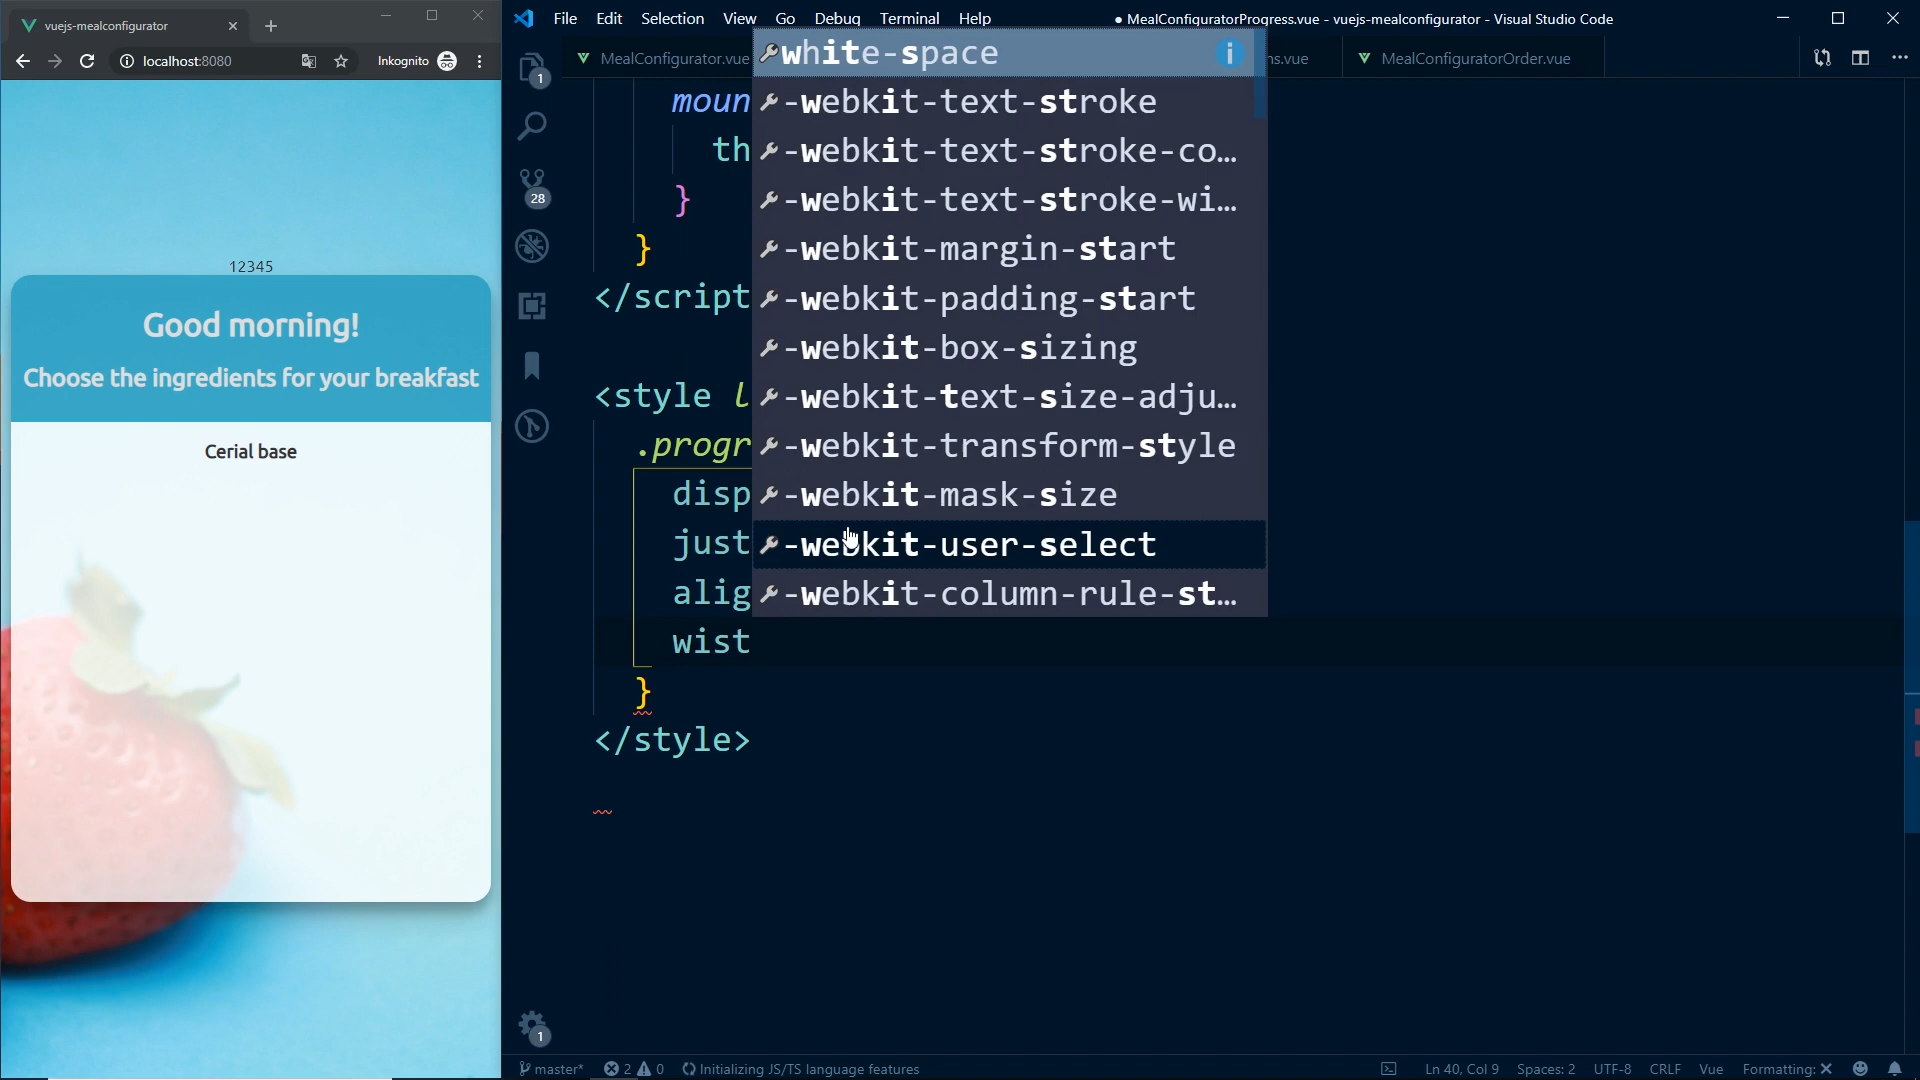 vuejs-mealconfigurator
localhost:8080
Inkognito
12345
Good morning!
Choose the ingredients for your breakfast
Cerial base
File Edit Selection View Go Debug Terminal Help
● MealConfiguratorProgress.vue - vuejs-mealconfigurator - Visual Studio Code
MealConfigurator.vue
ns.vue
MealConfiguratorOrder.vue
1
28
1
moun
th
}
}
</script
<style l
.progr
disp
just
alig
wist
}
</style>
white-space
-webkit-text-stroke
-webkit-text-stroke-co…
-webkit-text-stroke-wi…
-webkit-margin-start
-webkit-padding-start
-webkit-box-sizing
-webkit-text-size-adju…
-webkit-transform-style
-webkit-mask-size
-webkit-user-select
-webkit-column-rule-st…
master* 2 0 Initializing JS/TS language features
Ln 40, Col 9 Spaces: 2 UTF-8 CRLF Vue Formatting: ✕